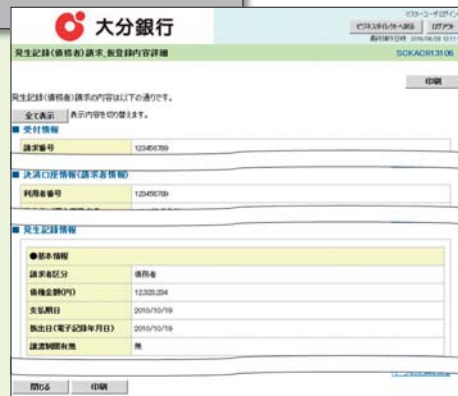 大分銀行
ビジネスダイレクトへ戻る ログアウト
発生記録(債務者)請求_仮登録内容詳細
SCKACR13106
印刷
発生記録(債務者)請求の内容は以下の通りです。
全て表示 表示内容を切り替えます。
■ 受付情報
請求番号 123456789
■ 決済口座情報(請求者情報)
利用者番号 123456789
■ 発生記録情報
●基本情報
請求者区分 債務者
債権金額(円) 12,323,234
支払期日 2010/10/19
振出日(電子記録年月日) 2010/10/19
譲渡制限有無 無
閉じる 印刷